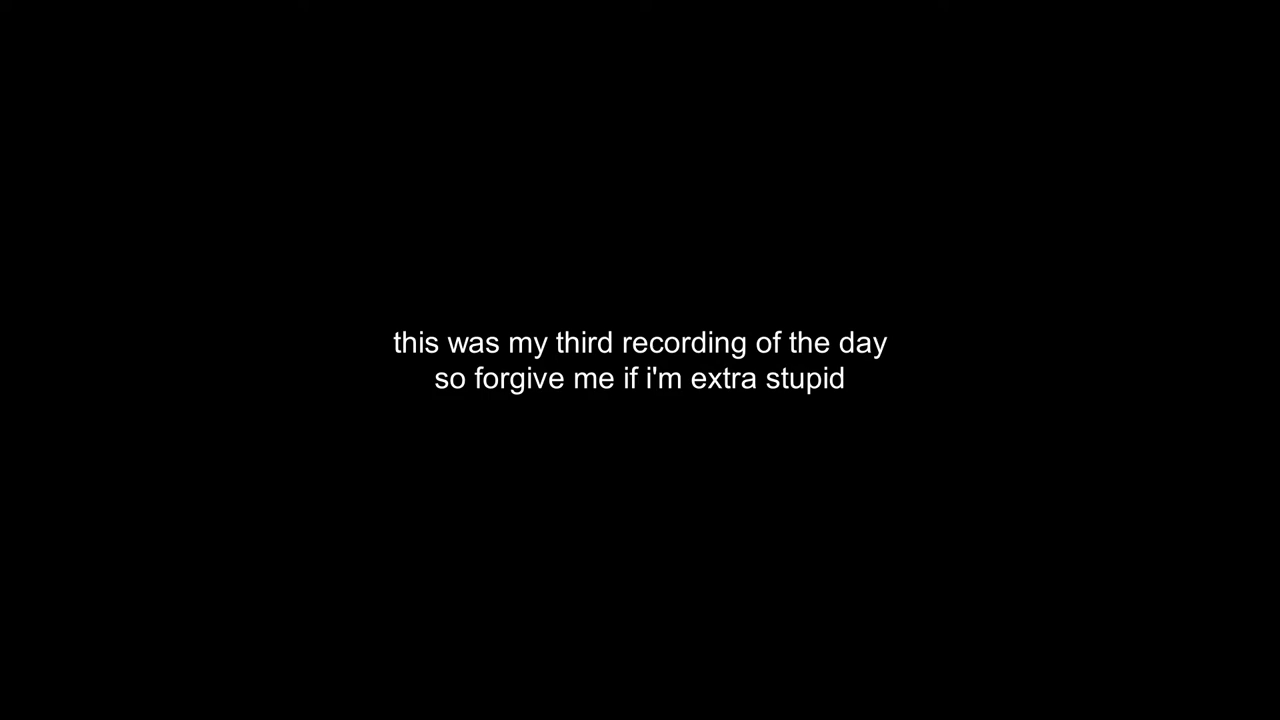 this was my third recording of the day
so forgive me if i'm extra stupid